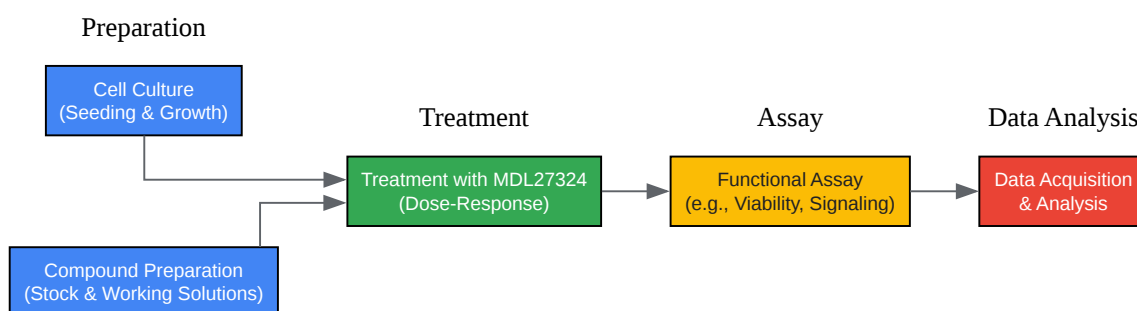 Preparation
Cell Culture
(Seeding & Growth)
Compound Preparation
(Stock & Working Solutions)
Treatment
Treatment with MDL27324
(Dose-Response)
Assay
Functional Assay
(e.g., Viability, Signaling)
Data Analysis
Data Acquisition
& Analysis